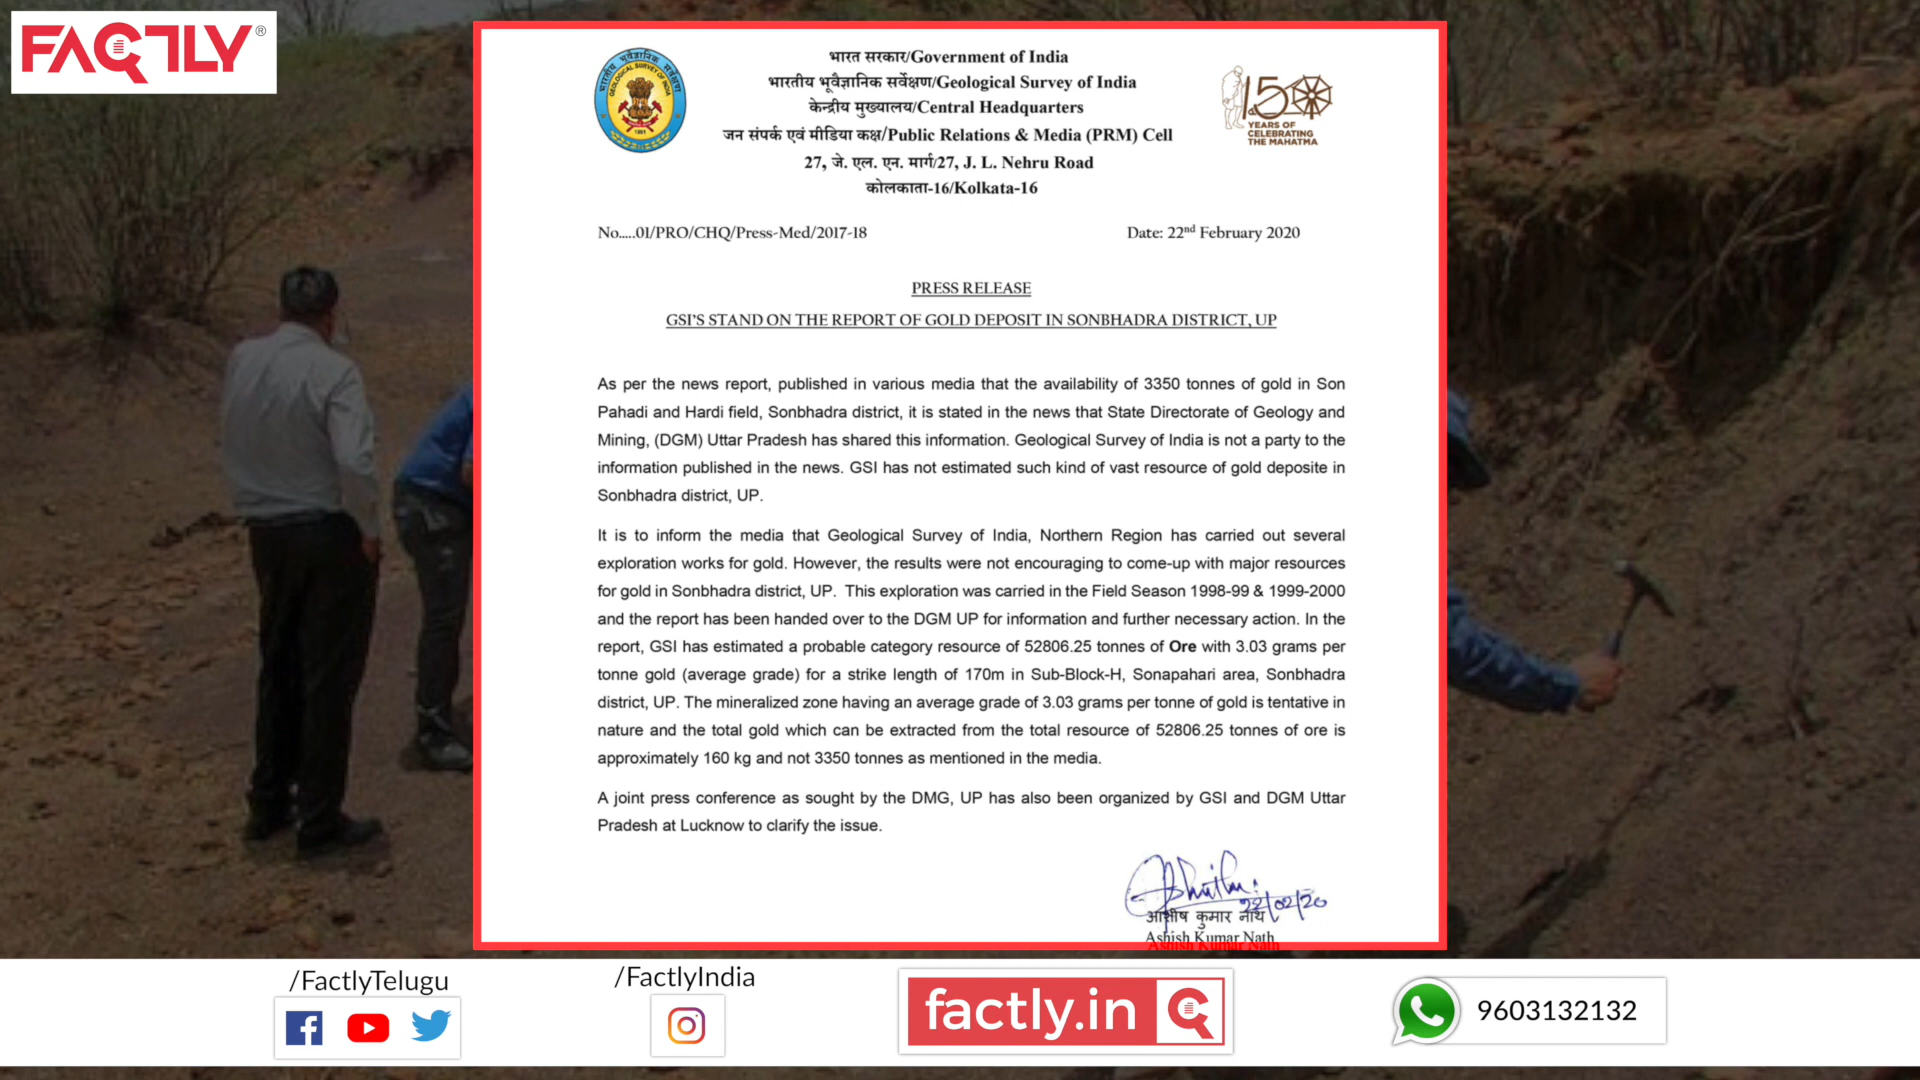 FACTLY®
भारत सरकार/Government of India
भारतीय भूवैज्ञानिक सर्वेक्षण/Geological Survey of India
केन्द्रीय मुख्यालय/Central Headquarters
जन संपर्क एवं मीडिया कक्ष/Public Relations & Media (PRM) Cell
27, जे. एल. एन. मार्ग/27, J. L. Nehru Road
कोलकाता-16/Kolkata-16
भारतीय भूवैज्ञानिक सर्वेक्षण
GEOLOGICAL SURVEY OF INDIA
150
YEARS OF
CELEBRATING
THE MAHATMA
No.....01/PRO/CHQ/Press-Med/2017-18
Date: 22nd February 2020
PRESS RELEASE
GSI'S STAND ON THE REPORT OF GOLD DEPOSIT IN SONBHADRA DISTRICT, UP
As per the news report, published in various media that the availability of 3350 tonnes of gold in Son
Pahadi and Hardi field, Sonbhadra district, it is stated in the news that State Directorate of Geology and
Mining, (DGM) Uttar Pradesh has shared this information. Geological Survey of India is not a party to the
information published in the news. GSI has not estimated such kind of vast resource of gold deposite in
Sonbhadra district, UP.
It is to inform the media that Geological Survey of India, Northern Region has carried out several
exploration works for gold. However, the results were not encouraging to come-up with major resources
for gold in Sonbhadra district, UP. This exploration was carried in the Field Season 1998-99 & 1999-2000
and the report has been handed over to the DGM UP for information and further necessary action. In the
report, GSI has estimated a probable category resource of 52806.25 tonnes of Ore with 3.03 grams per
tonne gold (average grade) for a strike length of 170m in Sub-Block-H, Sonapahari area, Sonbhadra
district, UP. The mineralized zone having an average grade of 3.03 grams per tonne of gold is tentative in
nature and the total gold which can be extracted from the total resource of 52806.25 tonnes of ore is
approximately 160 kg and not 3350 tonnes as mentioned in the media.
A joint press conference as sought by the DMG, UP has also been organized by GSI and DGM Uttar
Pradesh at Lucknow to clarify the issue.
22/02/20
आशीष कुमार नाथ
Ashish Kumar Nath
/FactlyTelugu
/FactlyIndia
factly.in
9603132132